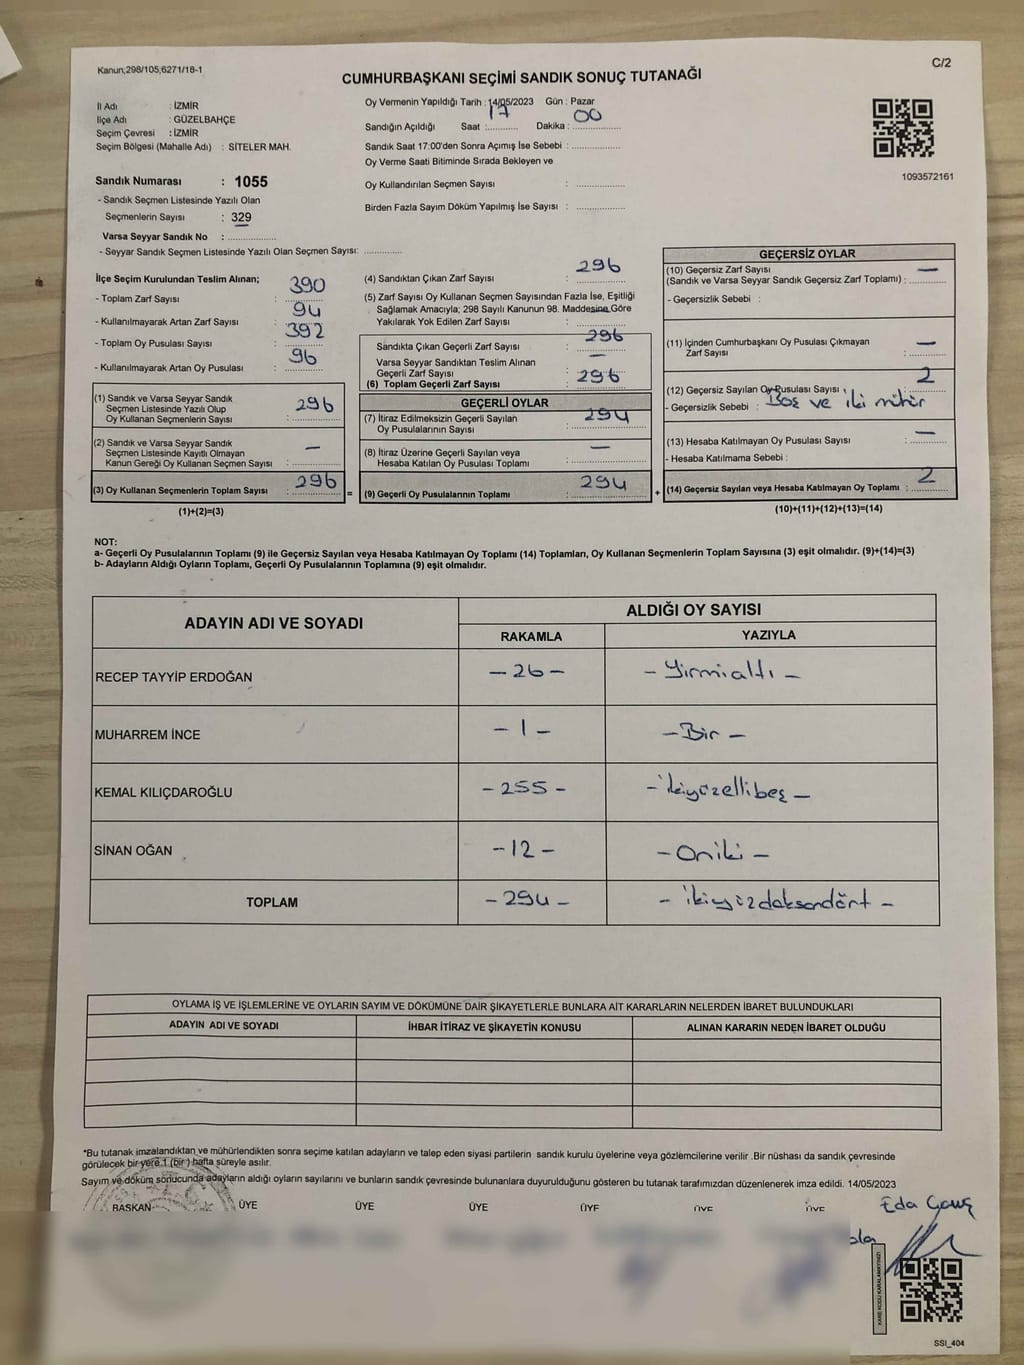 Kanun;298/105;6271/18-1
C/2
CUMHURBAŞKANI SEÇİMİ SANDIK SONUÇ TUTANAĞI
İl Adı : İZMİR
İlçe Adı : GÜZELBAHÇE
Seçim Çevresi : İZMİR
Seçim Bölgesi (Mahalle Adı) : SİTELER MAH.
Oy Vermenin Yapıldığı Tarih : 14/05/2023 Gün : Pazar
Sandığın Açıldığı Saat : 17 Dakika : 00
Sandık Saat 17:00'den Sonra Açımış İse Sebebi :
Oy Verme Saati Bitiminde Sırada Bekleyen ve
Oy Kullandırılan Seçmen Sayısı :
Birden Fazla Sayım Döküm Yapılmış İse Sayısı :
1093572161
Sandık Numarası : 1055
- Sandık Seçmen Listesinde Yazılı Olan
Seçmenlerin Sayısı : 329
Varsa Seyyar Sandık No :
- Seyyar Sandık Seçmen Listesinde Yazılı Olan Seçmen Sayısı:
İlçe Seçim Kurulundan Teslim Alınan;
- Toplam Zarf Sayısı : 390
- Kullanılmayarak Artan Zarf Sayısı : 94
- Toplam Oy Pusulası Sayısı : 392
- Kullanılmayarak Artan Oy Pusulası : 96
(1) Sandık ve Varsa Seyyar Sandık
Seçmen Listesinde Yazılı Olup
Oy Kullanan Seçmenlerin Sayısı : 296
(2) Sandık ve Varsa Seyyar Sandık
Seçmen Listesinde Kayıtlı Olmayan
Kanun Gereği Oy Kullanan Seçmen Sayısı : —
(3) Oy Kullanan Seçmenlerin Toplam Sayısı : 296
(1)+(2)=(3)
=
(4) Sandıktan Çıkan Zarf Sayısı : 296
(5) Zarf Sayısı Oy Kullanan Seçmen Sayısından Fazla İse, Eşitliği
Sağlamak Amacıyla; 298 Sayılı Kanunun 98. Maddesine Göre
Yakılarak Yok Edilen Zarf Sayısı :
Sandıkta Çıkan Geçerli Zarf Sayısı : 296
Varsa Seyyar Sandıktan Teslim Alınan
Geçerli Zarf Sayısı : —
(6) Toplam Geçerli Zarf Sayısı : 296
GEÇERLİ OYLAR
(7) İtiraz Edilmeksizin Geçerli Sayılan
Oy Pusulalarının Sayısı : 294
(8) İtiraz Üzerine Geçerli Sayılan veya
Hesaba Katılan Oy Pusulası Toplamı : —
(9) Geçerli Oy Pusulalarının Toplamı : 294
+
GEÇERSİZ OYLAR
(10) Geçersiz Zarf Sayısı
(Sandık ve Varsa Seyyar Sandık Geçersiz Zarf Toplamı) : —
- Geçersizlik Sebebi :
(11) İçinden Cumhurbaşkanı Oy Pusulası Çıkmayan
Zarf Sayısı : —
(12) Geçersiz Sayılan Oy Pusulası Sayısı : 2
- Geçersizlik Sebebi : Boş ve iki mühür
(13) Hesaba Katılmayan Oy Pusulası Sayısı : —
- Hesaba Katılmama Sebebi :
(14) Geçersiz Sayılan veya Hesaba Katılmayan Oy Toplamı : 2
(10)+(11)+(12)+(13)=(14)
NOT:
a- Geçerli Oy Pusulalarının Toplamı (9) ile Geçersiz Sayılan veya Hesaba Katılmayan Oy Toplamı (14) Toplamları, Oy Kullanan Seçmenlerin Toplam Sayısına (3) eşit olmalıdır. (9)+(14)=(3)
b- Adayların Aldığı Oyların Toplamı, Geçerli Oy Pusulalarının Toplamına (9) eşit olmalıdır.
ADAYIN ADI VE SOYADI
ALDIĞI OY SAYISI
RAKAMLA YAZIYLA
RECEP TAYYİP ERDOĞAN - 26 - - Yirmialtı -
MUHARREM İNCE - 1 - - Bir -
KEMAL KILIÇDAROĞLU - 255 - - ikiyüzellibeş -
SİNAN OĞAN - 12 - - Oniki -
TOPLAM - 294 - - ikiyüzdoksandört -
OYLAMA İŞ VE İŞLEMLERİNE VE OYLARIN SAYIM VE DÖKÜMÜNE DAİR ŞİKAYETLERLE BUNLARA AİT KARARLARIN NELERDEN İBARET BULUNDUKLARI
ADAYIN ADI VE SOYADI İHBAR İTİRAZ VE ŞİKAYETİN KONUSU ALINAN KARARIN NEDEN İBARET OLDUĞU
*Bu tutanak imzalandıktan ve mühürlendikten sonra seçime katılan adayların ve talep eden siyasi partilerin sandık kurulu üyelerine veya gözlemcilerine verilir .Bir nüshası da sandık çevresinde
görülecek bir yere 1 (bir ) hafta süreyle asılır.
Sayım ve döküm sonucunda adayların aldığı oyların sayılarını ve bunların sandık çevresinde bulunanlara duyurulduğunu gösteren bu tutanak tarafımızdan düzenlenerek imza edildi. 14/05/2023
BAŞKAN ÜYE ÜYE ÜYE ÜYE ÜYE ÜYE
Eda
KARE KODU KARALAMAYINIZ!
SSI_404